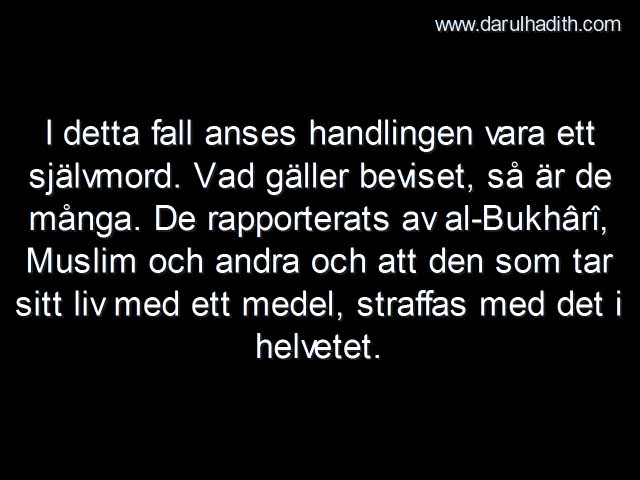 www.darulhadith.com
I detta fall anses handlingen vara ett
självmord. Vad gäller beviset, så är de
många. De rapporterats av al-Bukhârî,
Muslim och andra och att den som tar
sitt liv med ett medel, straffas med det i
helvetet.